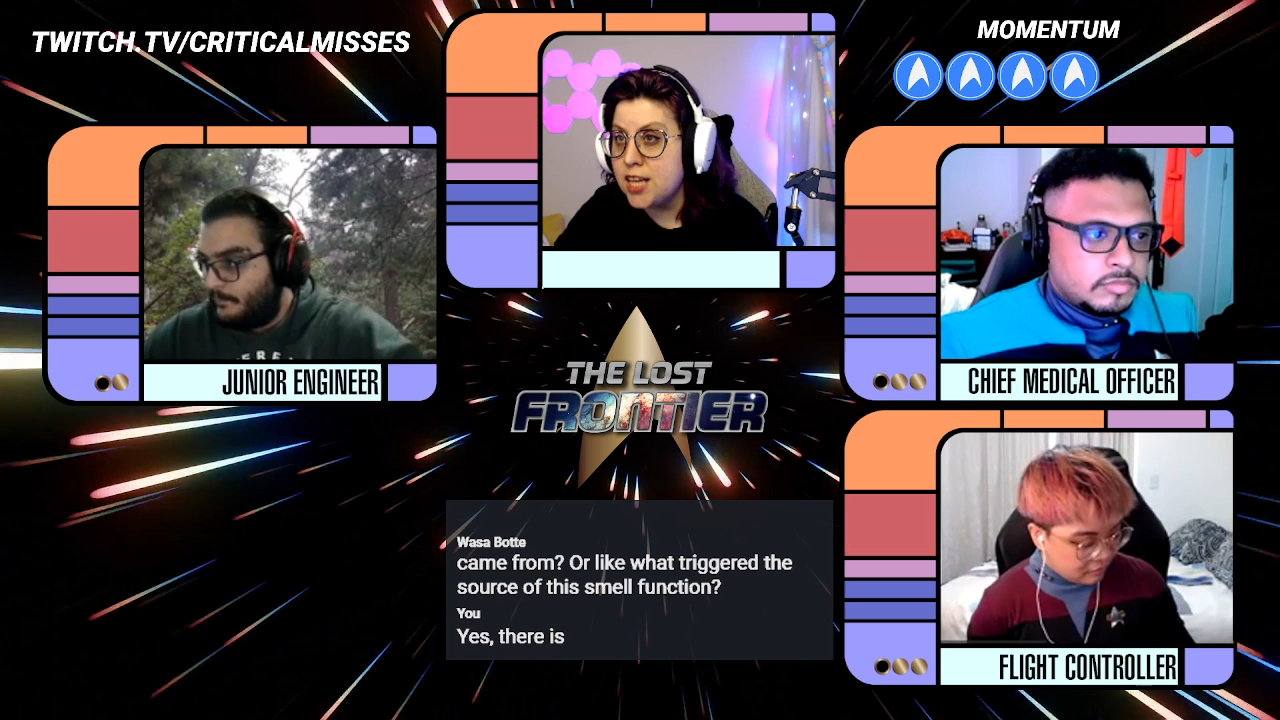 TWITCH.TV/CRITICALMISSES
MOMENTUM
JUNIOR ENGINEER
CHIEF MEDICAL OFFICER
THE LOST
FRONTIER
FLIGHT CONTROLLER
Wasa Botte
came from? Or like what triggered the
source of this smell function?
You
Yes, there is